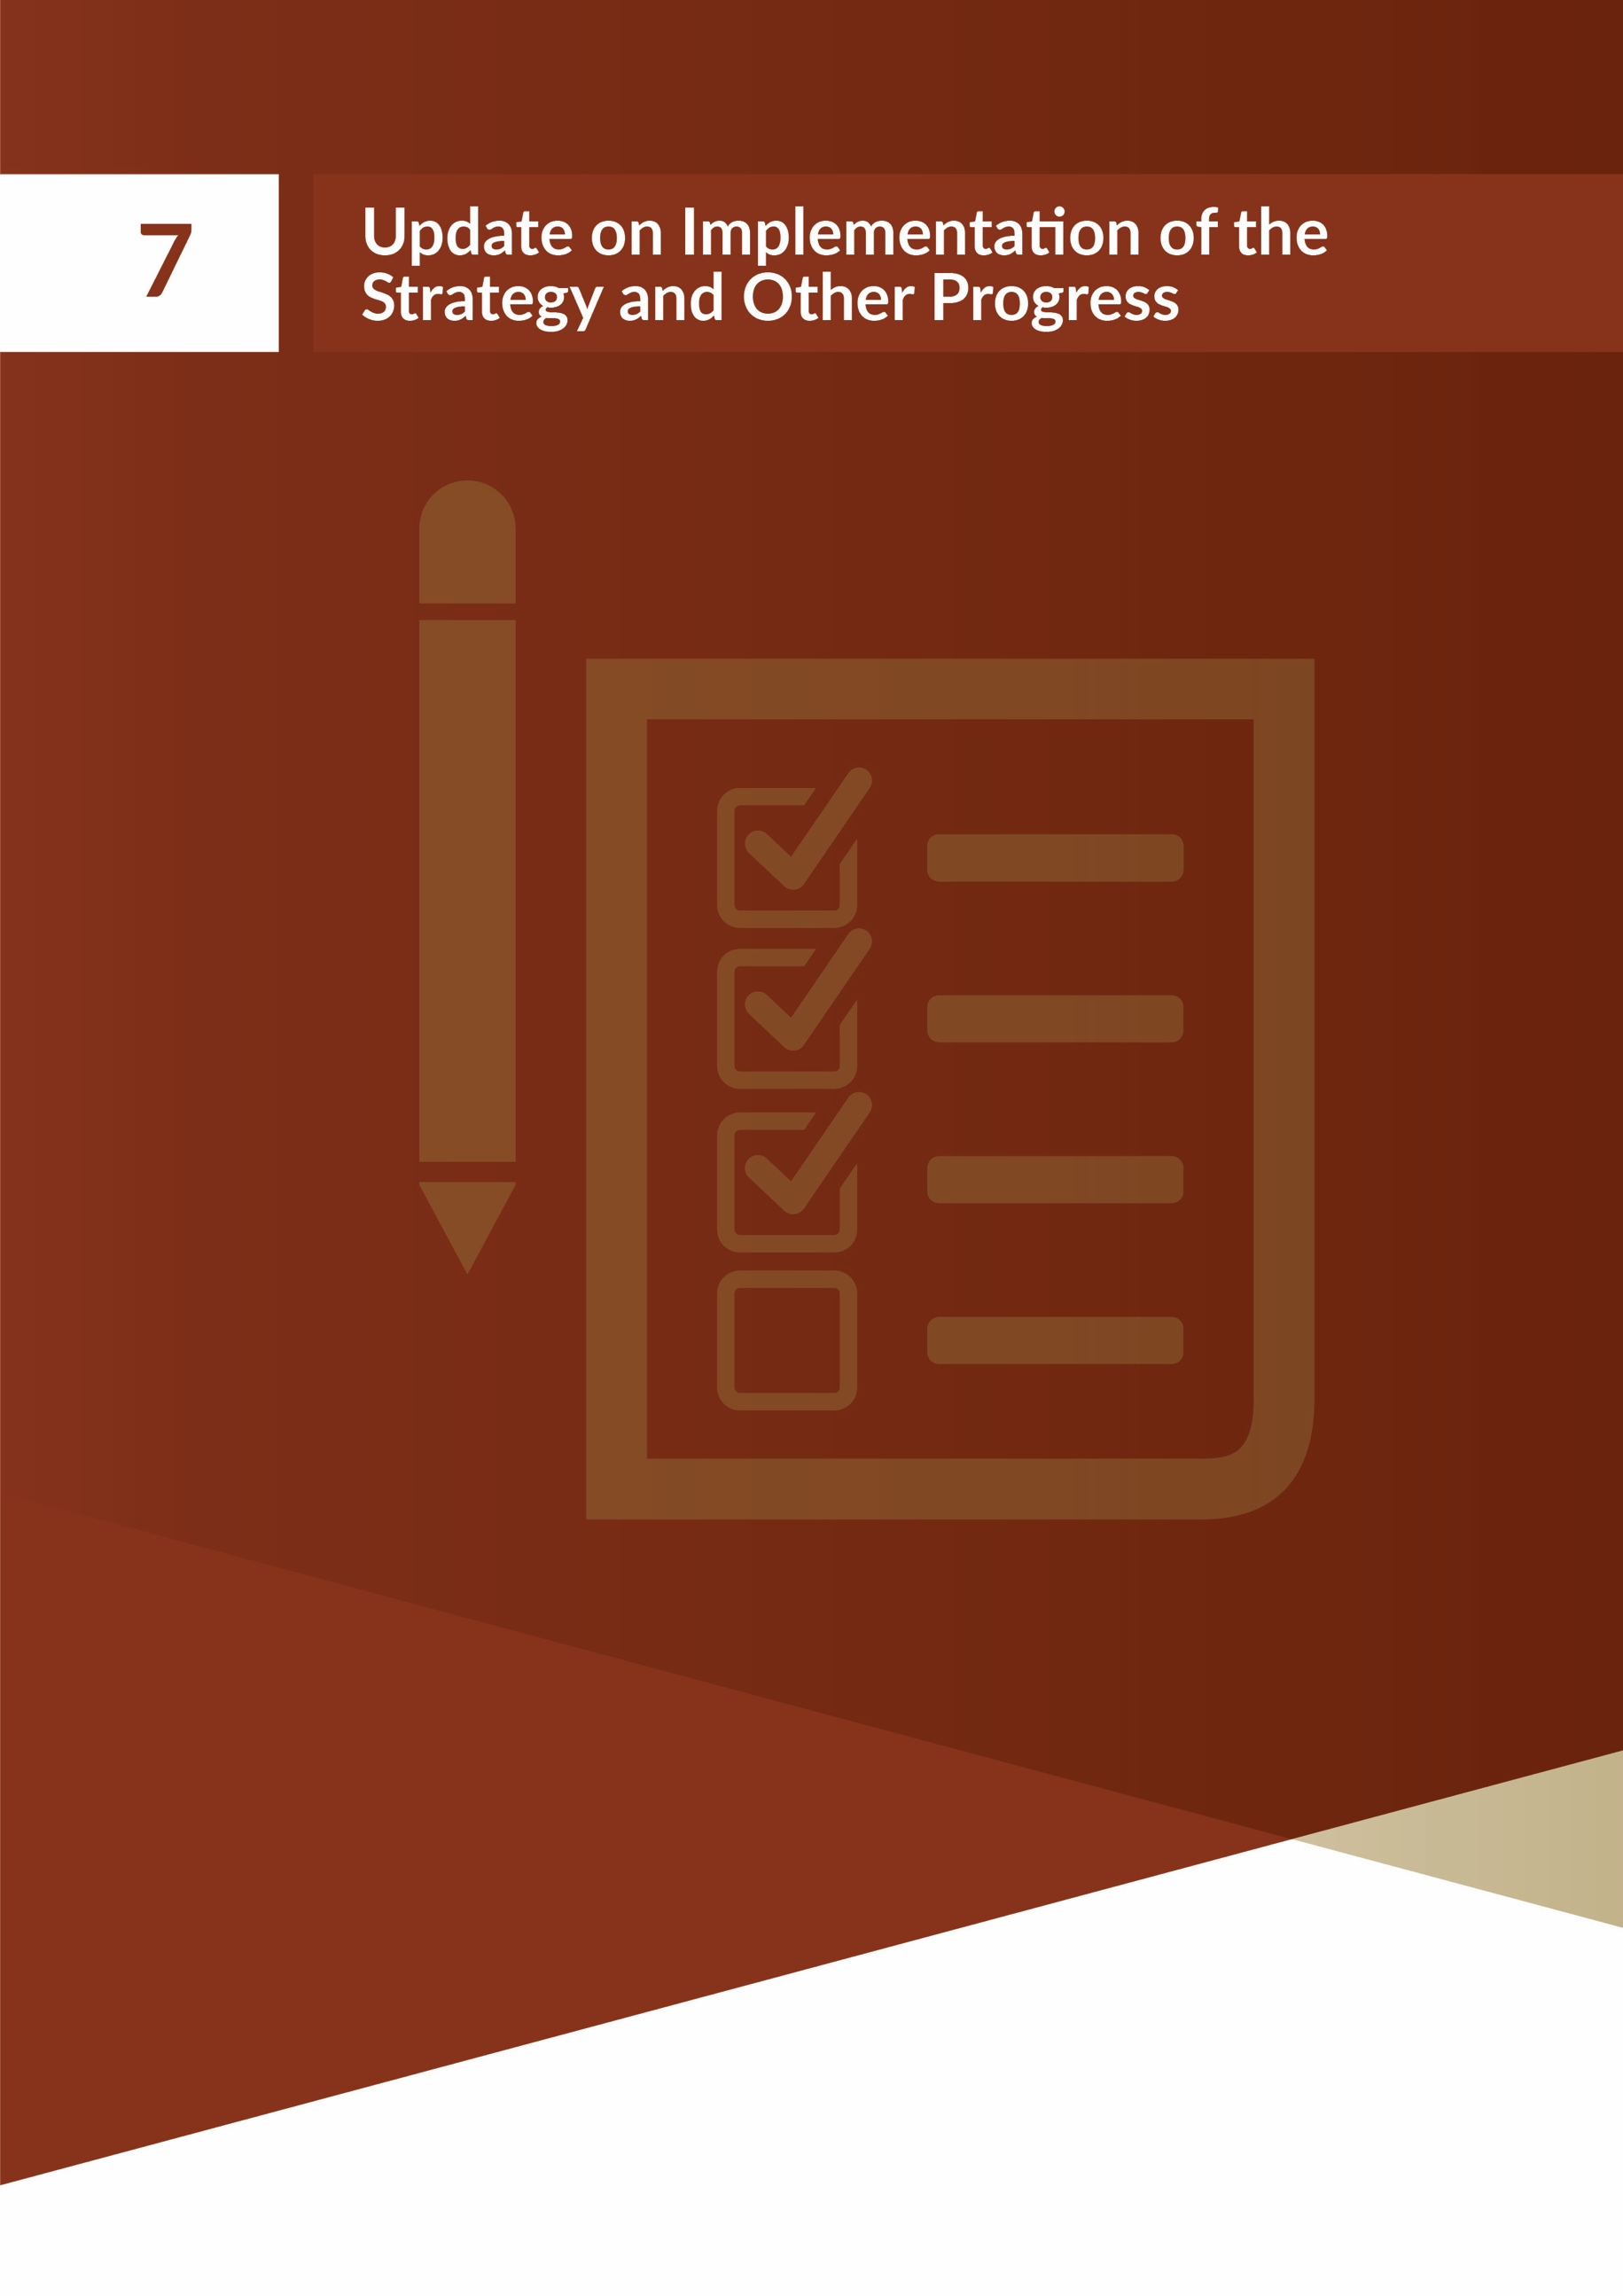 7
Update on Implementation of the
Strategy and Other Progress